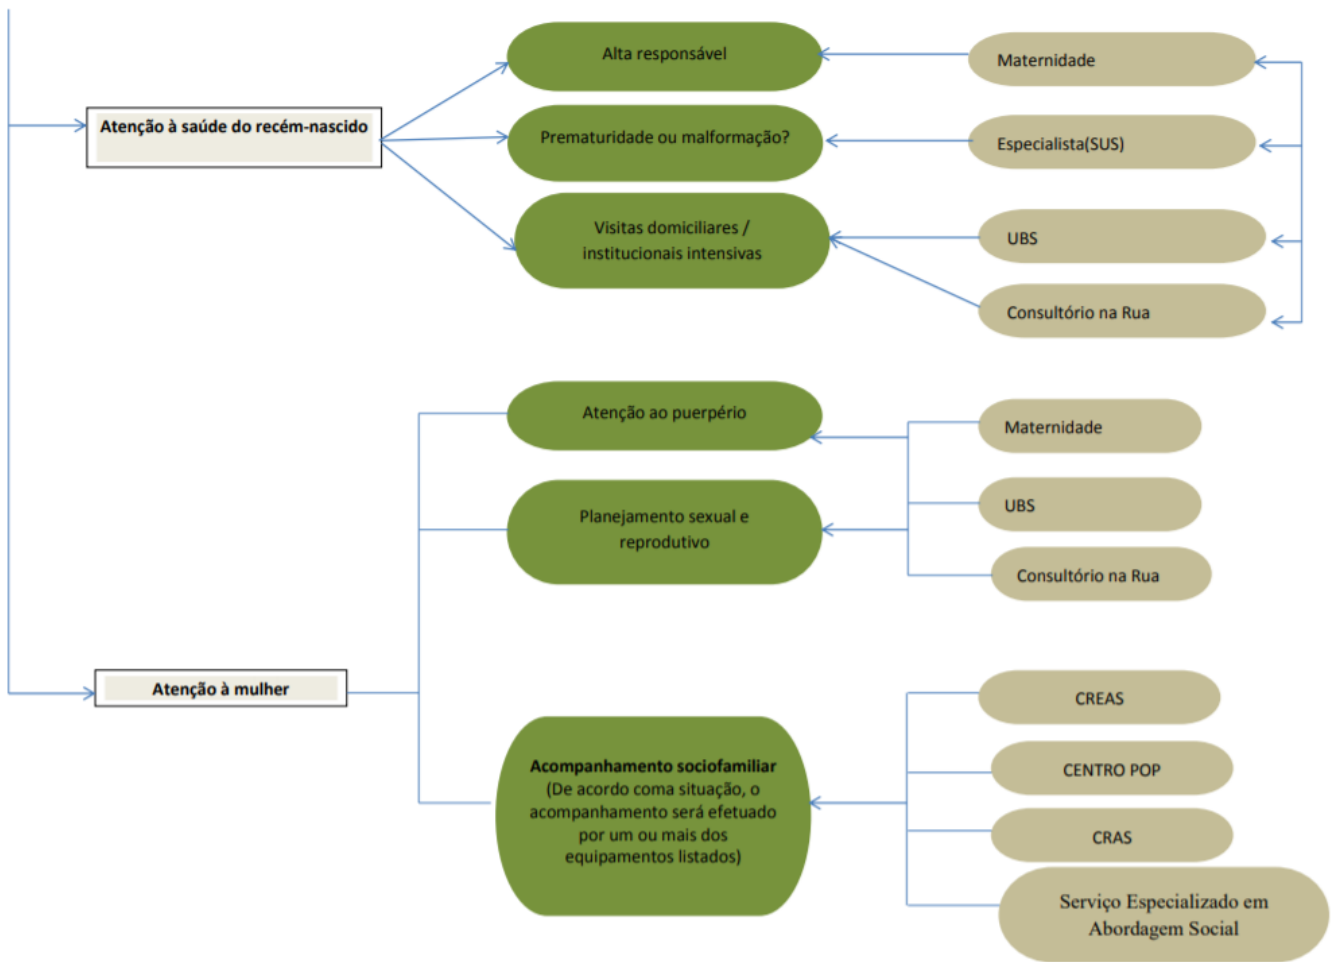 Alta responsável
Maternidade
Atenção à saúde do recém-nascido
Prematuridade ou malformação?
Especialista(SUS)
Visitas domiciliares /
institucionais intensivas
UBS
Consultório na Rua
Atenção ao puerpério
Maternidade
Planejamento sexual e
reprodutivo
UBS
Consultório na Rua
Atenção à mulher
Acompanhamento sociofamiliar
(De acordo coma situação, o
acompanhamento será efetuado
por um ou mais dos
equipamentos listados)
CREAS
CENTRO POP
CRAS
Serviço Especializado em
Abordagem Social